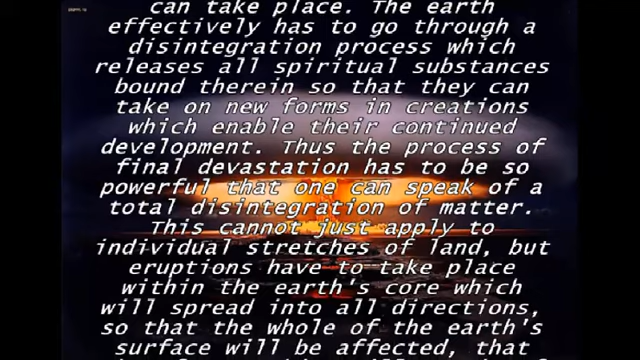 can take place. The earth
effectively has to go through a
disintegration process which
releases all spiritual substances
bound therein so that they can
take on new forms in creations
which enable their continued
development. Thus the process of
final devastation has to be so
powerful that one can speak of a
total disintegration of matter.
This cannot just apply to
individual stretches of land, but
eruptions have to take place
within the earth's core which
will spread into all directions,
so that the whole of the earth's
surface will be affected, that